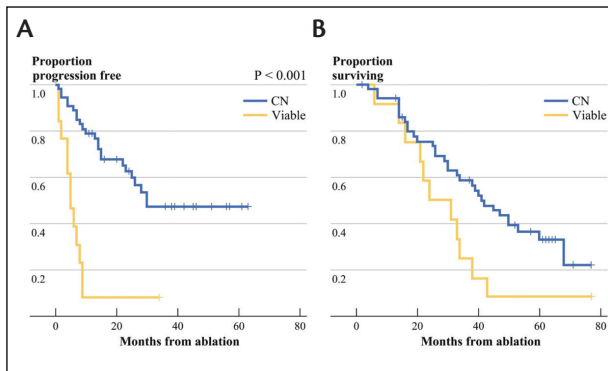 A
Proportion
progression free
P < 0.001
1.0
0.8
0.6
0.4
0.2
CN
Viable
0
20
40
60
80
Months from ablation
B
Proportion
surviving
1.0
0.8
0.6
0.4
0.2
CN
Viable
0
20
40
60
80
Months from ablation